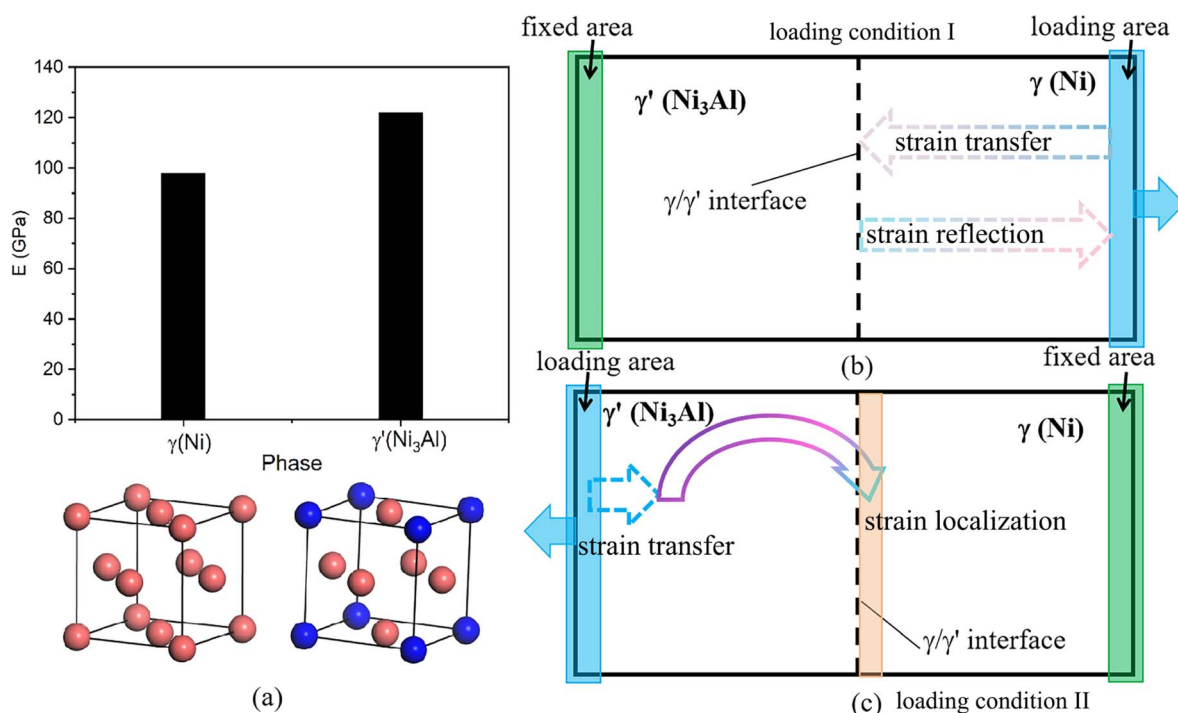 140
120
100
80
60
40
20
0
E (GPa)
γ(Ni)
γ'(Ni₃Al)
Phase
(a)
fixed area
loading condition I
loading area
γ' (Ni₃Al)
γ (Ni)
strain transfer
γ/γ' interface
strain reflection
(b)
loading area
fixed area
γ' (Ni₃Al)
γ (Ni)
strain transfer
strain localization
γ/γ' interface
(c)
loading condition II